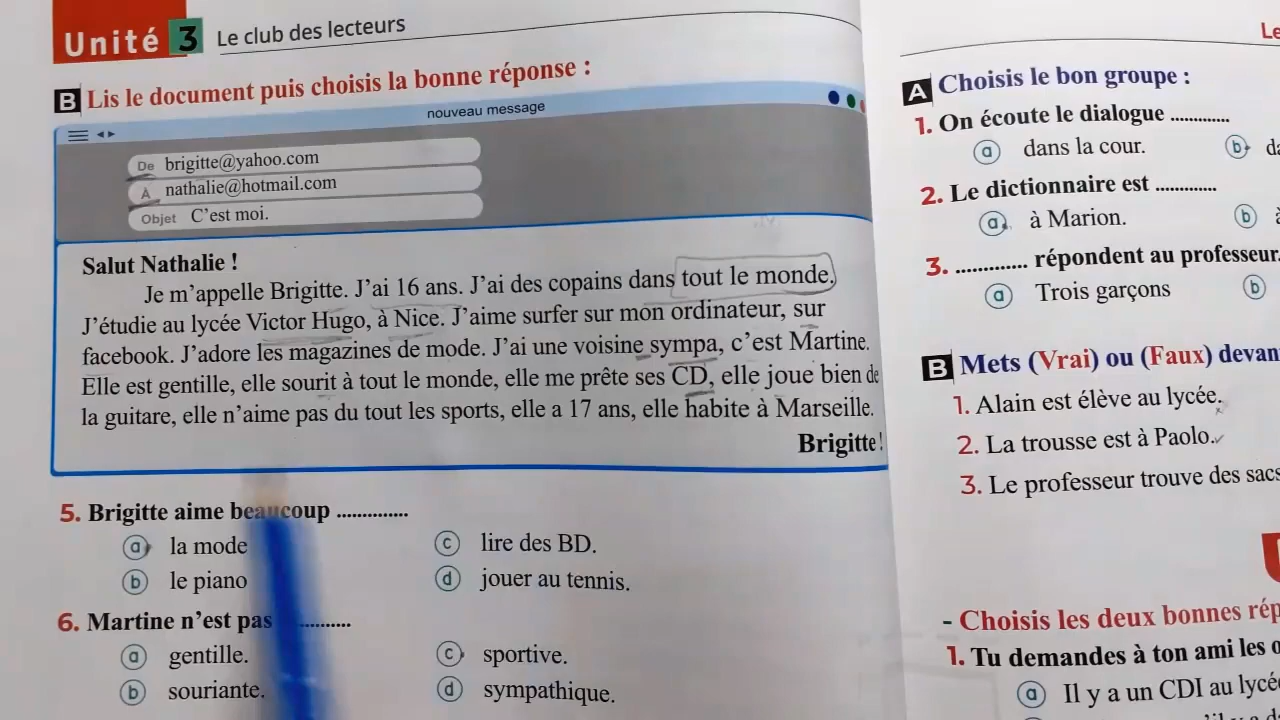 Unité 3 Le club des lecteurs
B Lis le document puis choisis la bonne réponse :
nouveau message
De brigitte@yahoo.com
A nathalie@hotmail.com
Objet C'est moi.
Salut Nathalie !
Je m'appelle Brigitte. J'ai 16 ans. J'ai des copains dans tout le monde.
J'étudie au lycée Victor Hugo, à Nice. J'aime surfer sur mon ordinateur, sur
facebook. J'adore les magazines de mode. J'ai une voisine sympa, c'est Martine.
Elle est gentille, elle sourit à tout le monde, elle me prête ses CD, elle joue bien de
la guitare, elle n'aime pas du tout les sports, elle a 17 ans, elle habite à Marseille.
Brigitte!
5. Brigitte aime beaucoup .............
a la mode c lire des BD.
b le piano d jouer au tennis.
6. Martine n'est pas ...........
a gentille. c sportive.
b souriante. d sympathique.
Le
A Choisis le bon groupe :
1. On écoute le dialogue .............
a dans la cour. b da
2. Le dictionnaire est .............
a à Marion. b
3. ............. répondent au professeur.
a Trois garçons b
B Mets (Vrai) ou (Faux) devan
1. Alain est élève au lycée.
2. La trousse est à Paolo.
3. Le professeur trouve des sacs
- Choisis les deux bonnes rép
1. Tu demandes à ton ami les
a Il y a un CDI au lycé